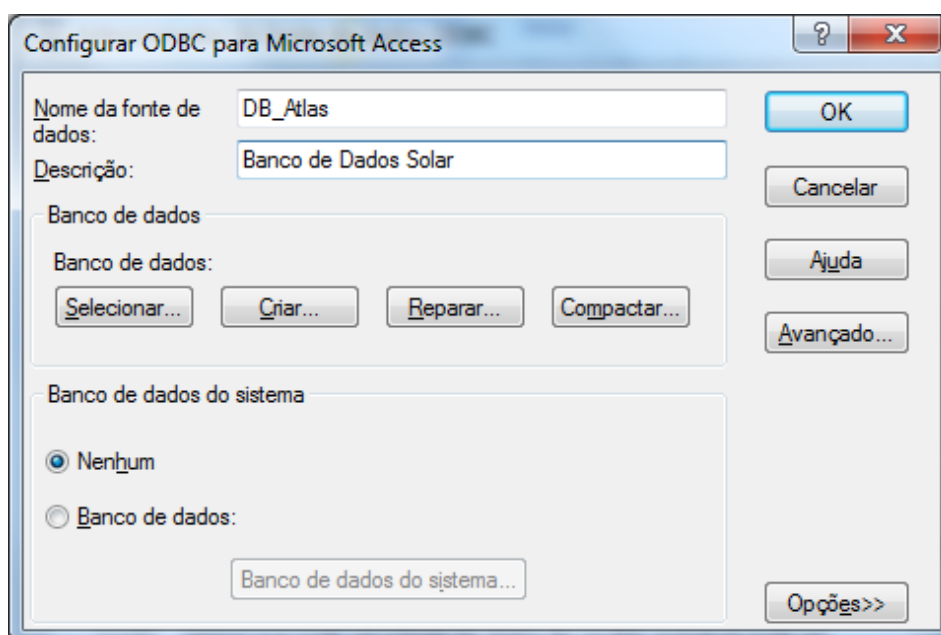 Configurar ODBC para Microsoft Access
?
Nome da fonte de
dados:
DB_Atlas
OK
Descrição:
Banco de Dados Solar
Cancelar
Banco de dados
Banco de dados:
Ajuda
Selecionar...
Criar...
Reparar...
Compactar...
Avançado...
Banco de dados do sistema
Nenhum
Banco de dados:
Banco de dados do sistema...
Opções>>